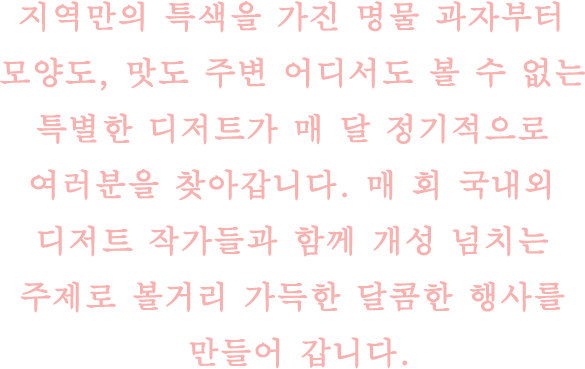 지역만의 특색을 가진 명물 과자부터
모양도, 맛도 주변 어디서도 볼 수 없는
특별한 디저트가 매 달 정기적으로
여러분을 찾아갑니다. 매 회 국내외
디저트 작가들과 함께 개성 넘치는
주제로 볼거리 가득한 달콤한 행사를
만들어 갑니다.